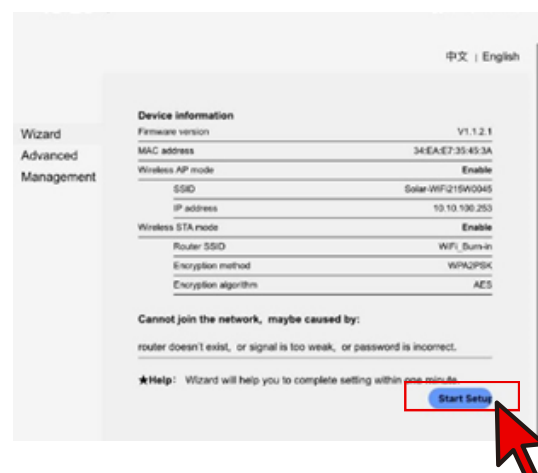 中文 | English
Device information
Wizard
Firmware version V1.1.2.1
Advanced
MAC address 34:EA:E7:35:45:3A
Management
Wireless AP mode Enable
SSID Solar-WiFi215W0045
IP address 10.10.100.253
Wireless STA mode Enable
Router SSID WiFi_Burn-in
Encryption method WPA2PSK
Encryption algorithm AES
Cannot join the network, maybe caused by:
router doesn't exist, or signal is too weak, or password is incorrect.
★Help: Wizard will help you to complete setting within one minute.
Start Setup